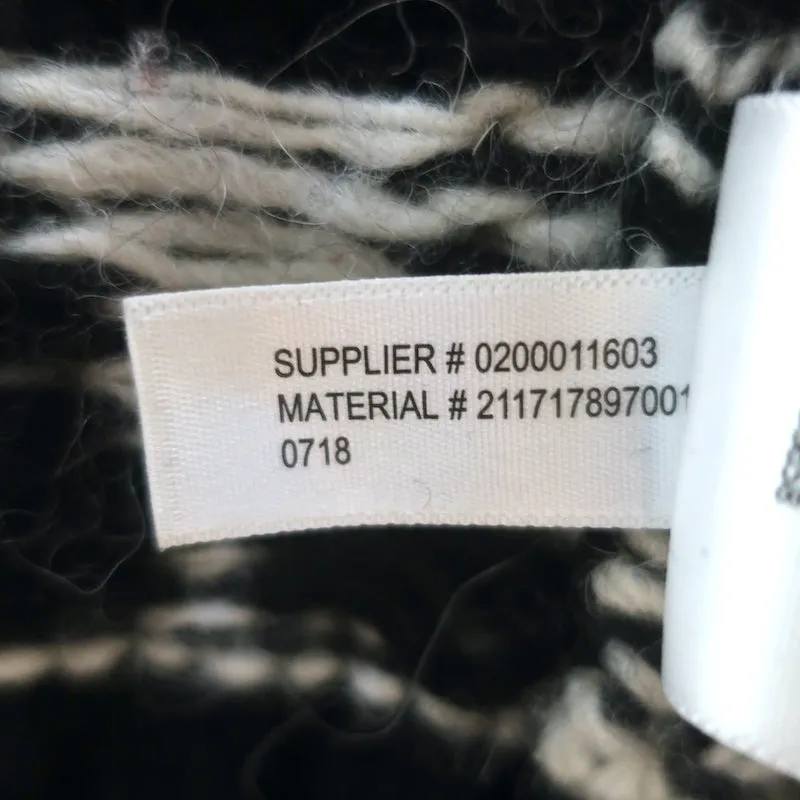 SUPPLIER # 0200011603
MATERIAL # 211717897001
0718